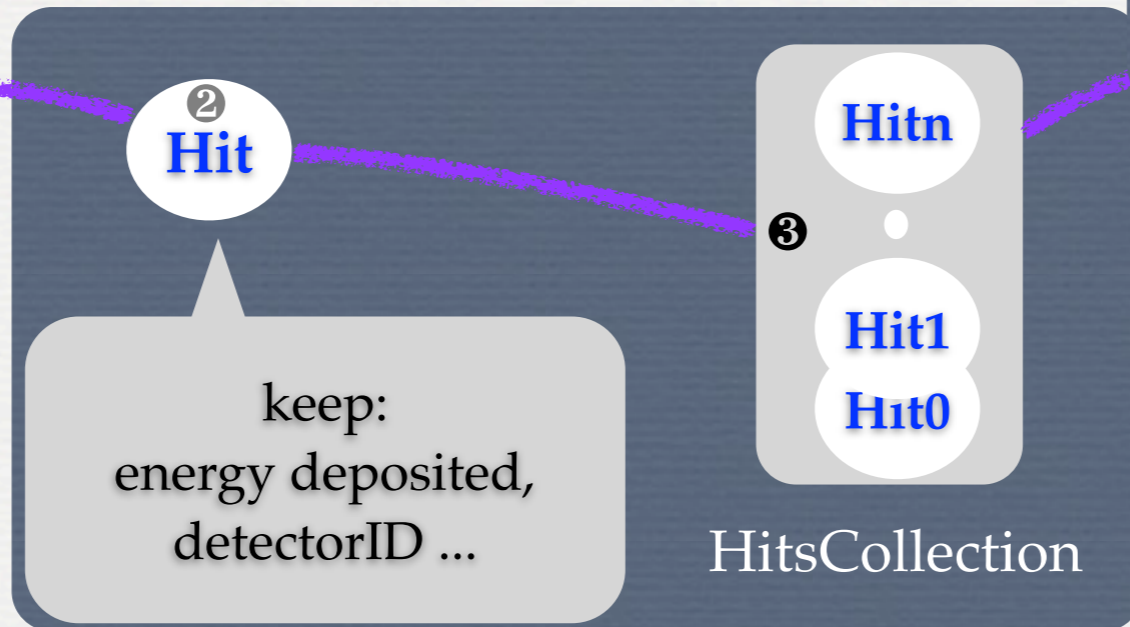 ❷
Hit
keep:
energy deposited,
detectorID ...
❸
Hitn
Hit1
Hit0
HitsCollection